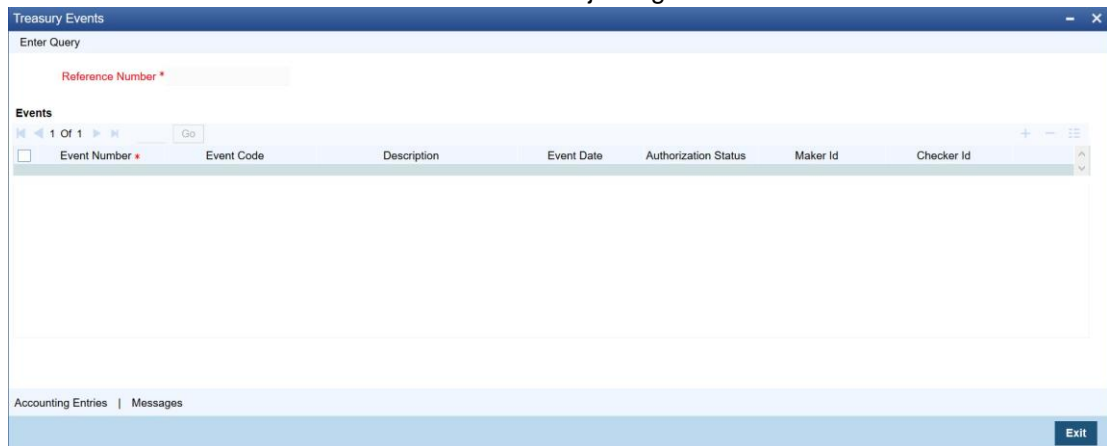 Treasury Events
Enter Query
Reference Number *
Events
1 Of 1 Go
Event Number * Event Code Description Event Date Authorization Status Maker Id Checker Id
Accounting Entries | Messages
Exit